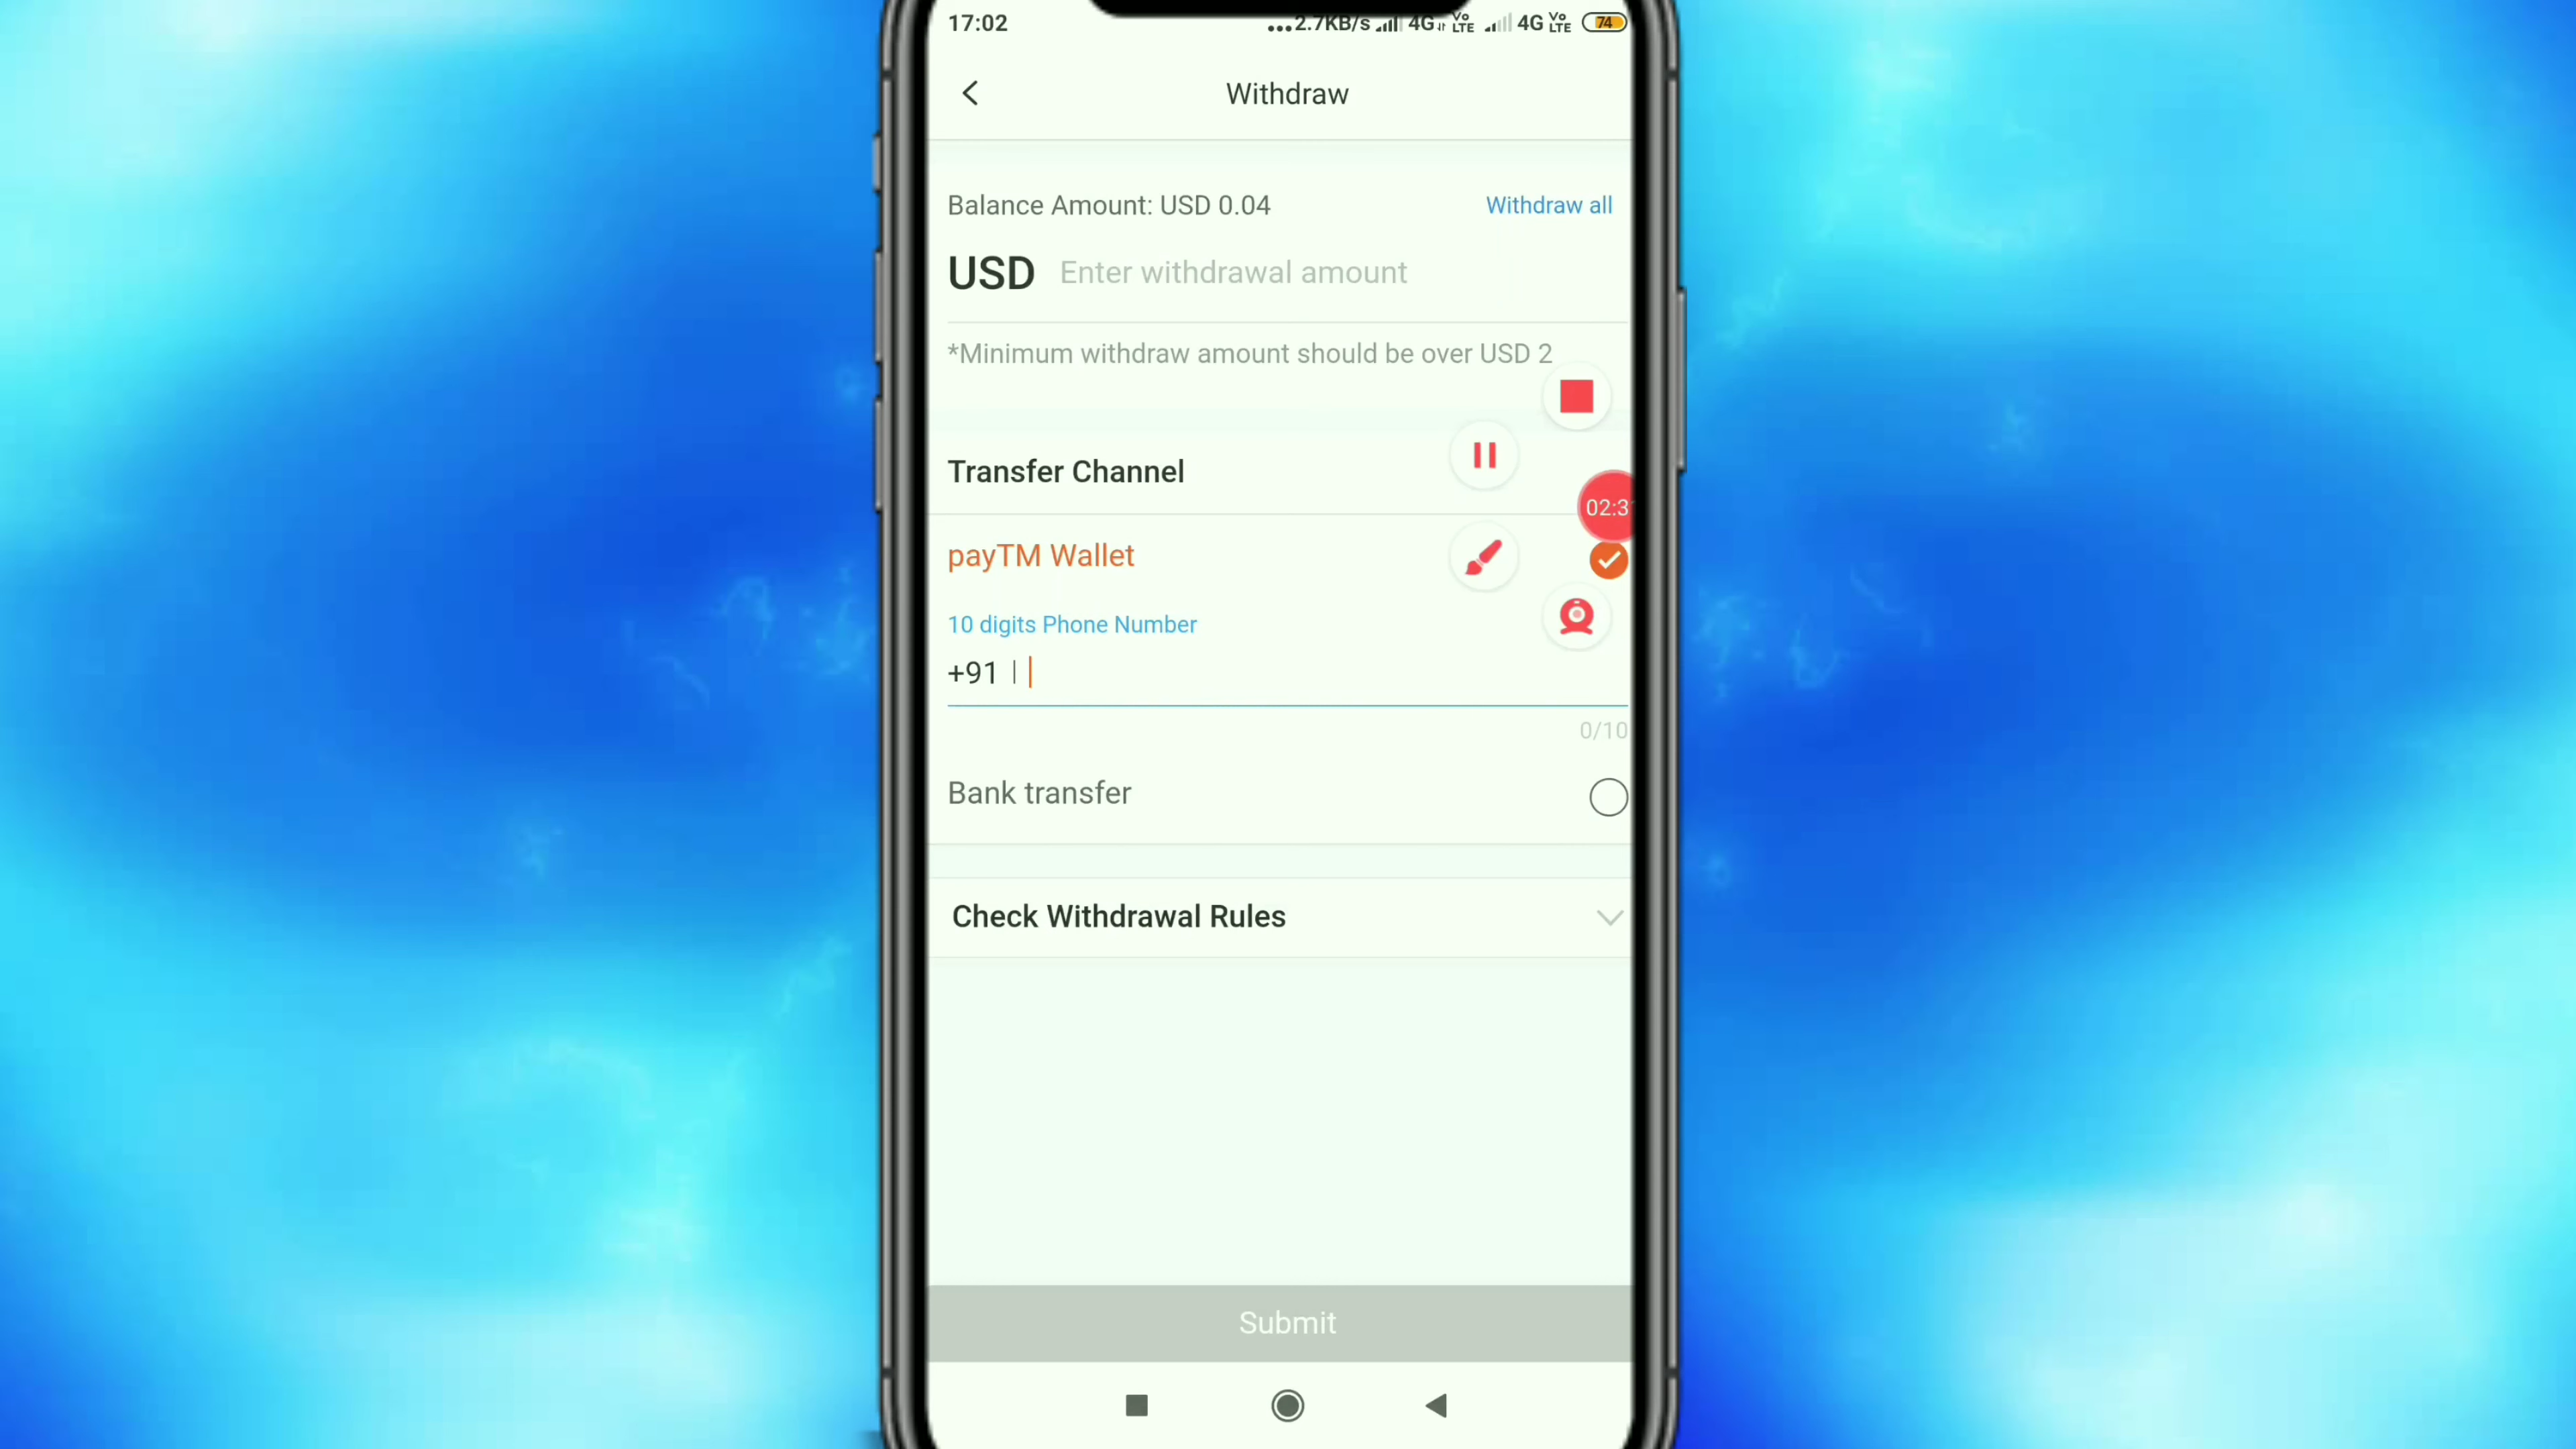 17:02
...2.7KB/s 4G Vo LTE 4G Vo LTE 74
Withdraw
Balance Amount: USD 0.04 Withdraw all
USD Enter withdrawal amount
*Minimum withdraw amount should be over USD 2
Transfer Channel
02:3
payTM Wallet
10 digits Phone Number
+91 |
0/10
Bank transfer
Check Withdrawal Rules
Submit